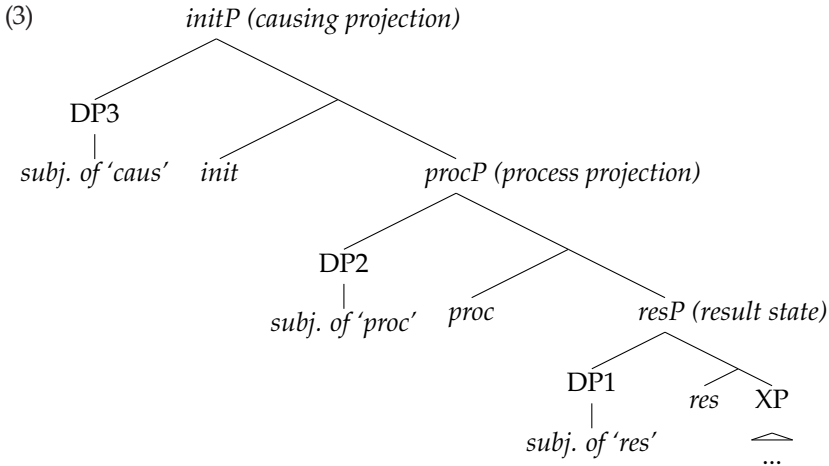 (3)
initP (causing projection)
DP3
subj. of ‘caus’
init
procP (process projection)
DP2
subj. of ‘proc’
proc
resP (result state)
DP1
subj. of ‘res’
res
XP
...